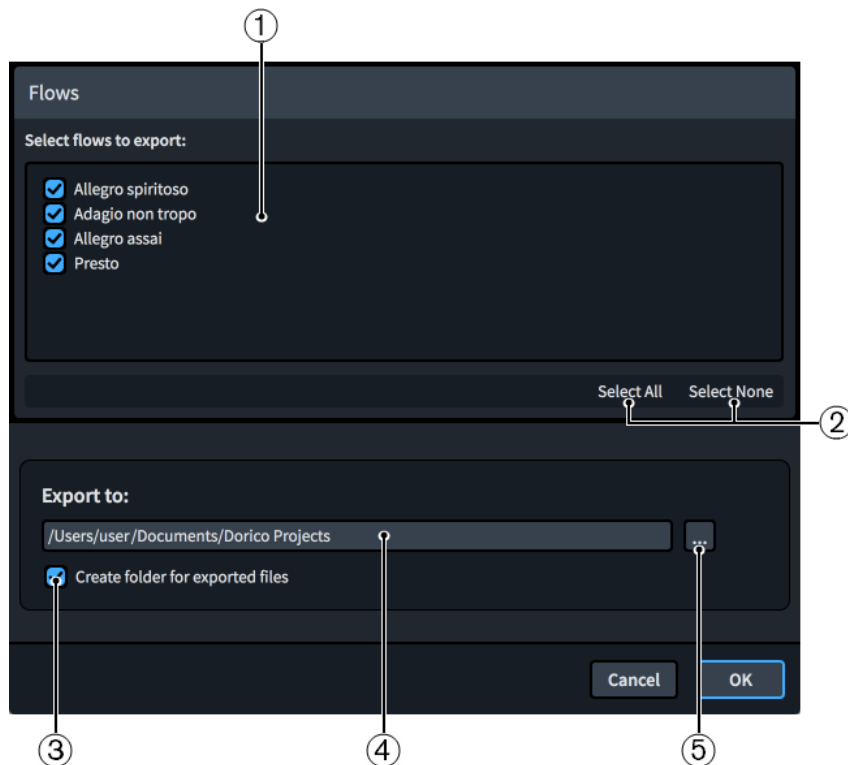 ①
Flows
Select flows to export:
Allegro spiritoso
Adagio non tropo
Allegro assai
Presto
Select All Select None
②
Export to:
/Users/user/Documents/Dorico Projects ...
Create folder for exported files
Cancel OK
③ ④ ⑤